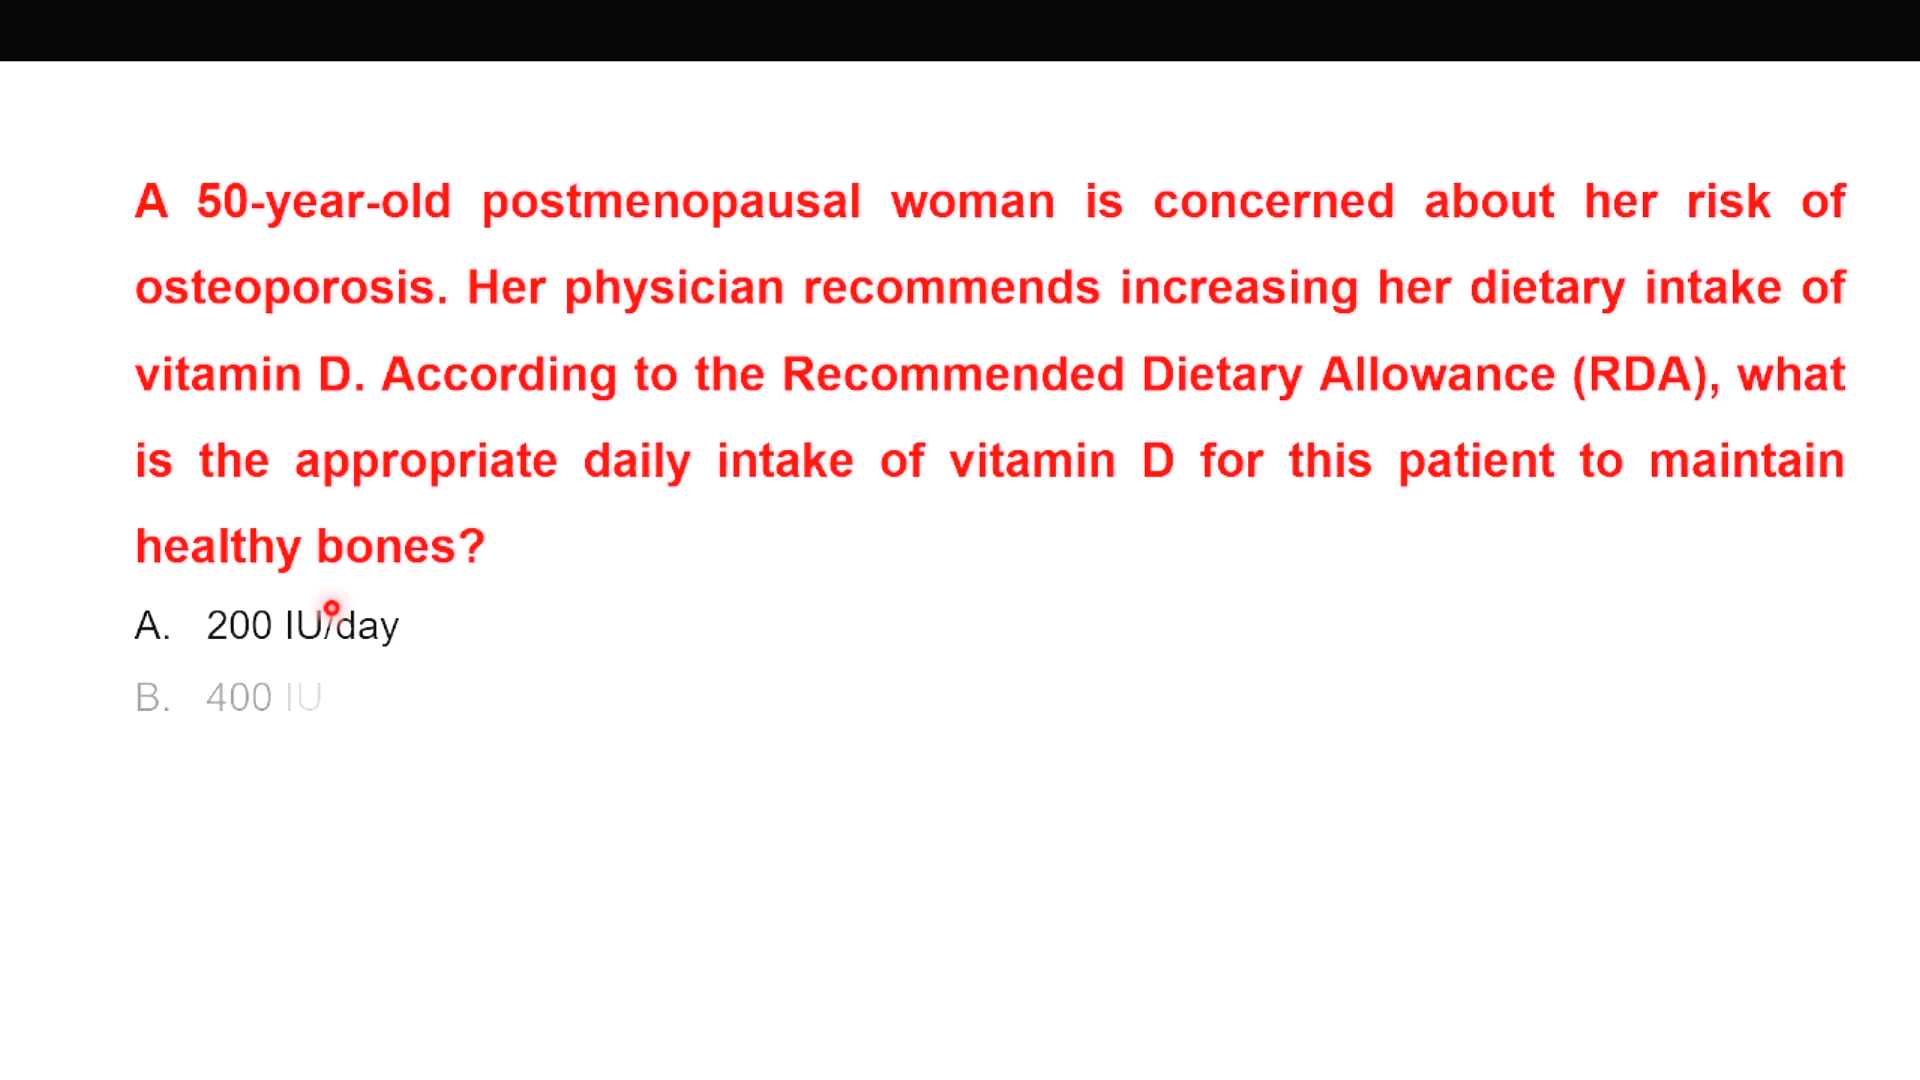 A 50-year-old postmenopausal woman is concerned about her risk of
osteoporosis. Her physician recommends increasing her dietary intake of
vitamin D. According to the Recommended Dietary Allowance (RDA), what
is the appropriate daily intake of vitamin D for this patient to maintain
healthy bones?
A. 200 IU/day
B. 400 IU